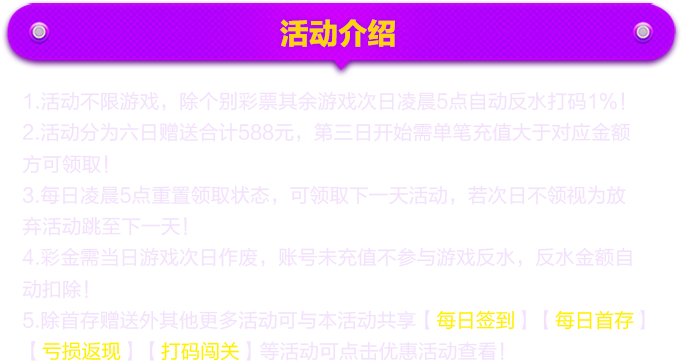 活动介绍
1.活动不限游戏，除个别彩票其余游戏次日凌晨5点自动反水打码1%！
2.活动分为六日赠送合计588元，第三日开始需单笔充值大于对应金额
方可领取！
3.每日凌晨5点重置领取状态，可领取下一天活动，若次日不领视为放
弃活动跳至下一天！
4.彩金需当日游戏次日作废，账号未充值不参与游戏反水，反水金额自
动扣除！
5.除首存赠送外其他更多活动可与本活动共享【每日签到】【每日首存】
【亏损返现】【打码闯关】等活动可点击优惠活动查看！